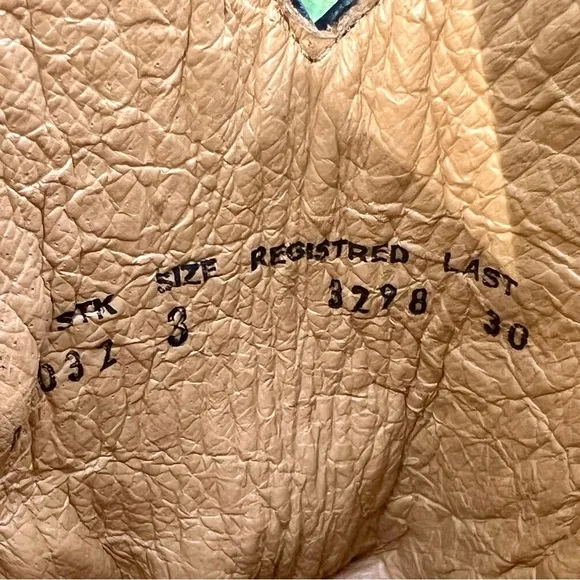 STK SIZE REGISTRED LAST
032 3 3298 30